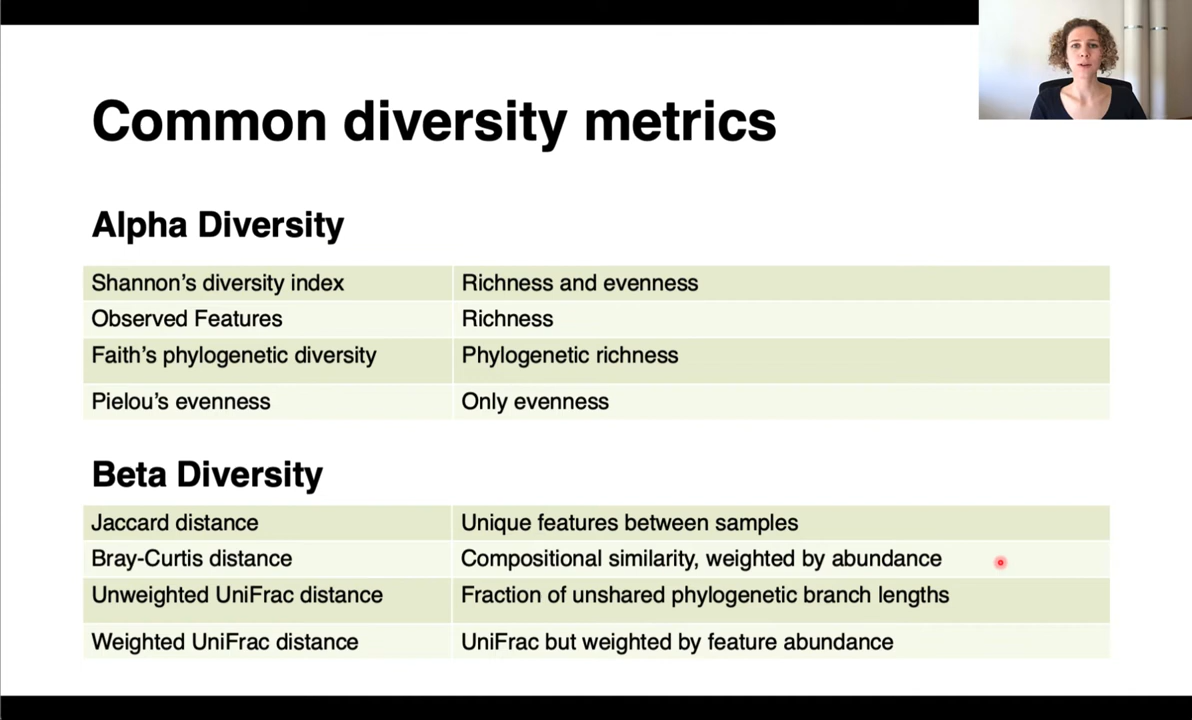 Common diversity metrics
Alpha Diversity
Shannon’s diversity index Richness and evenness
Observed Features Richness
Faith’s phylogenetic diversity Phylogenetic richness
Pielou’s evenness Only evenness
Beta Diversity
Jaccard distance Unique features between samples
Bray-Curtis distance Compositional similarity, weighted by abundance
Unweighted UniFrac distance Fraction of unshared phylogenetic branch lengths
Weighted UniFrac distance UniFrac but weighted by feature abundance